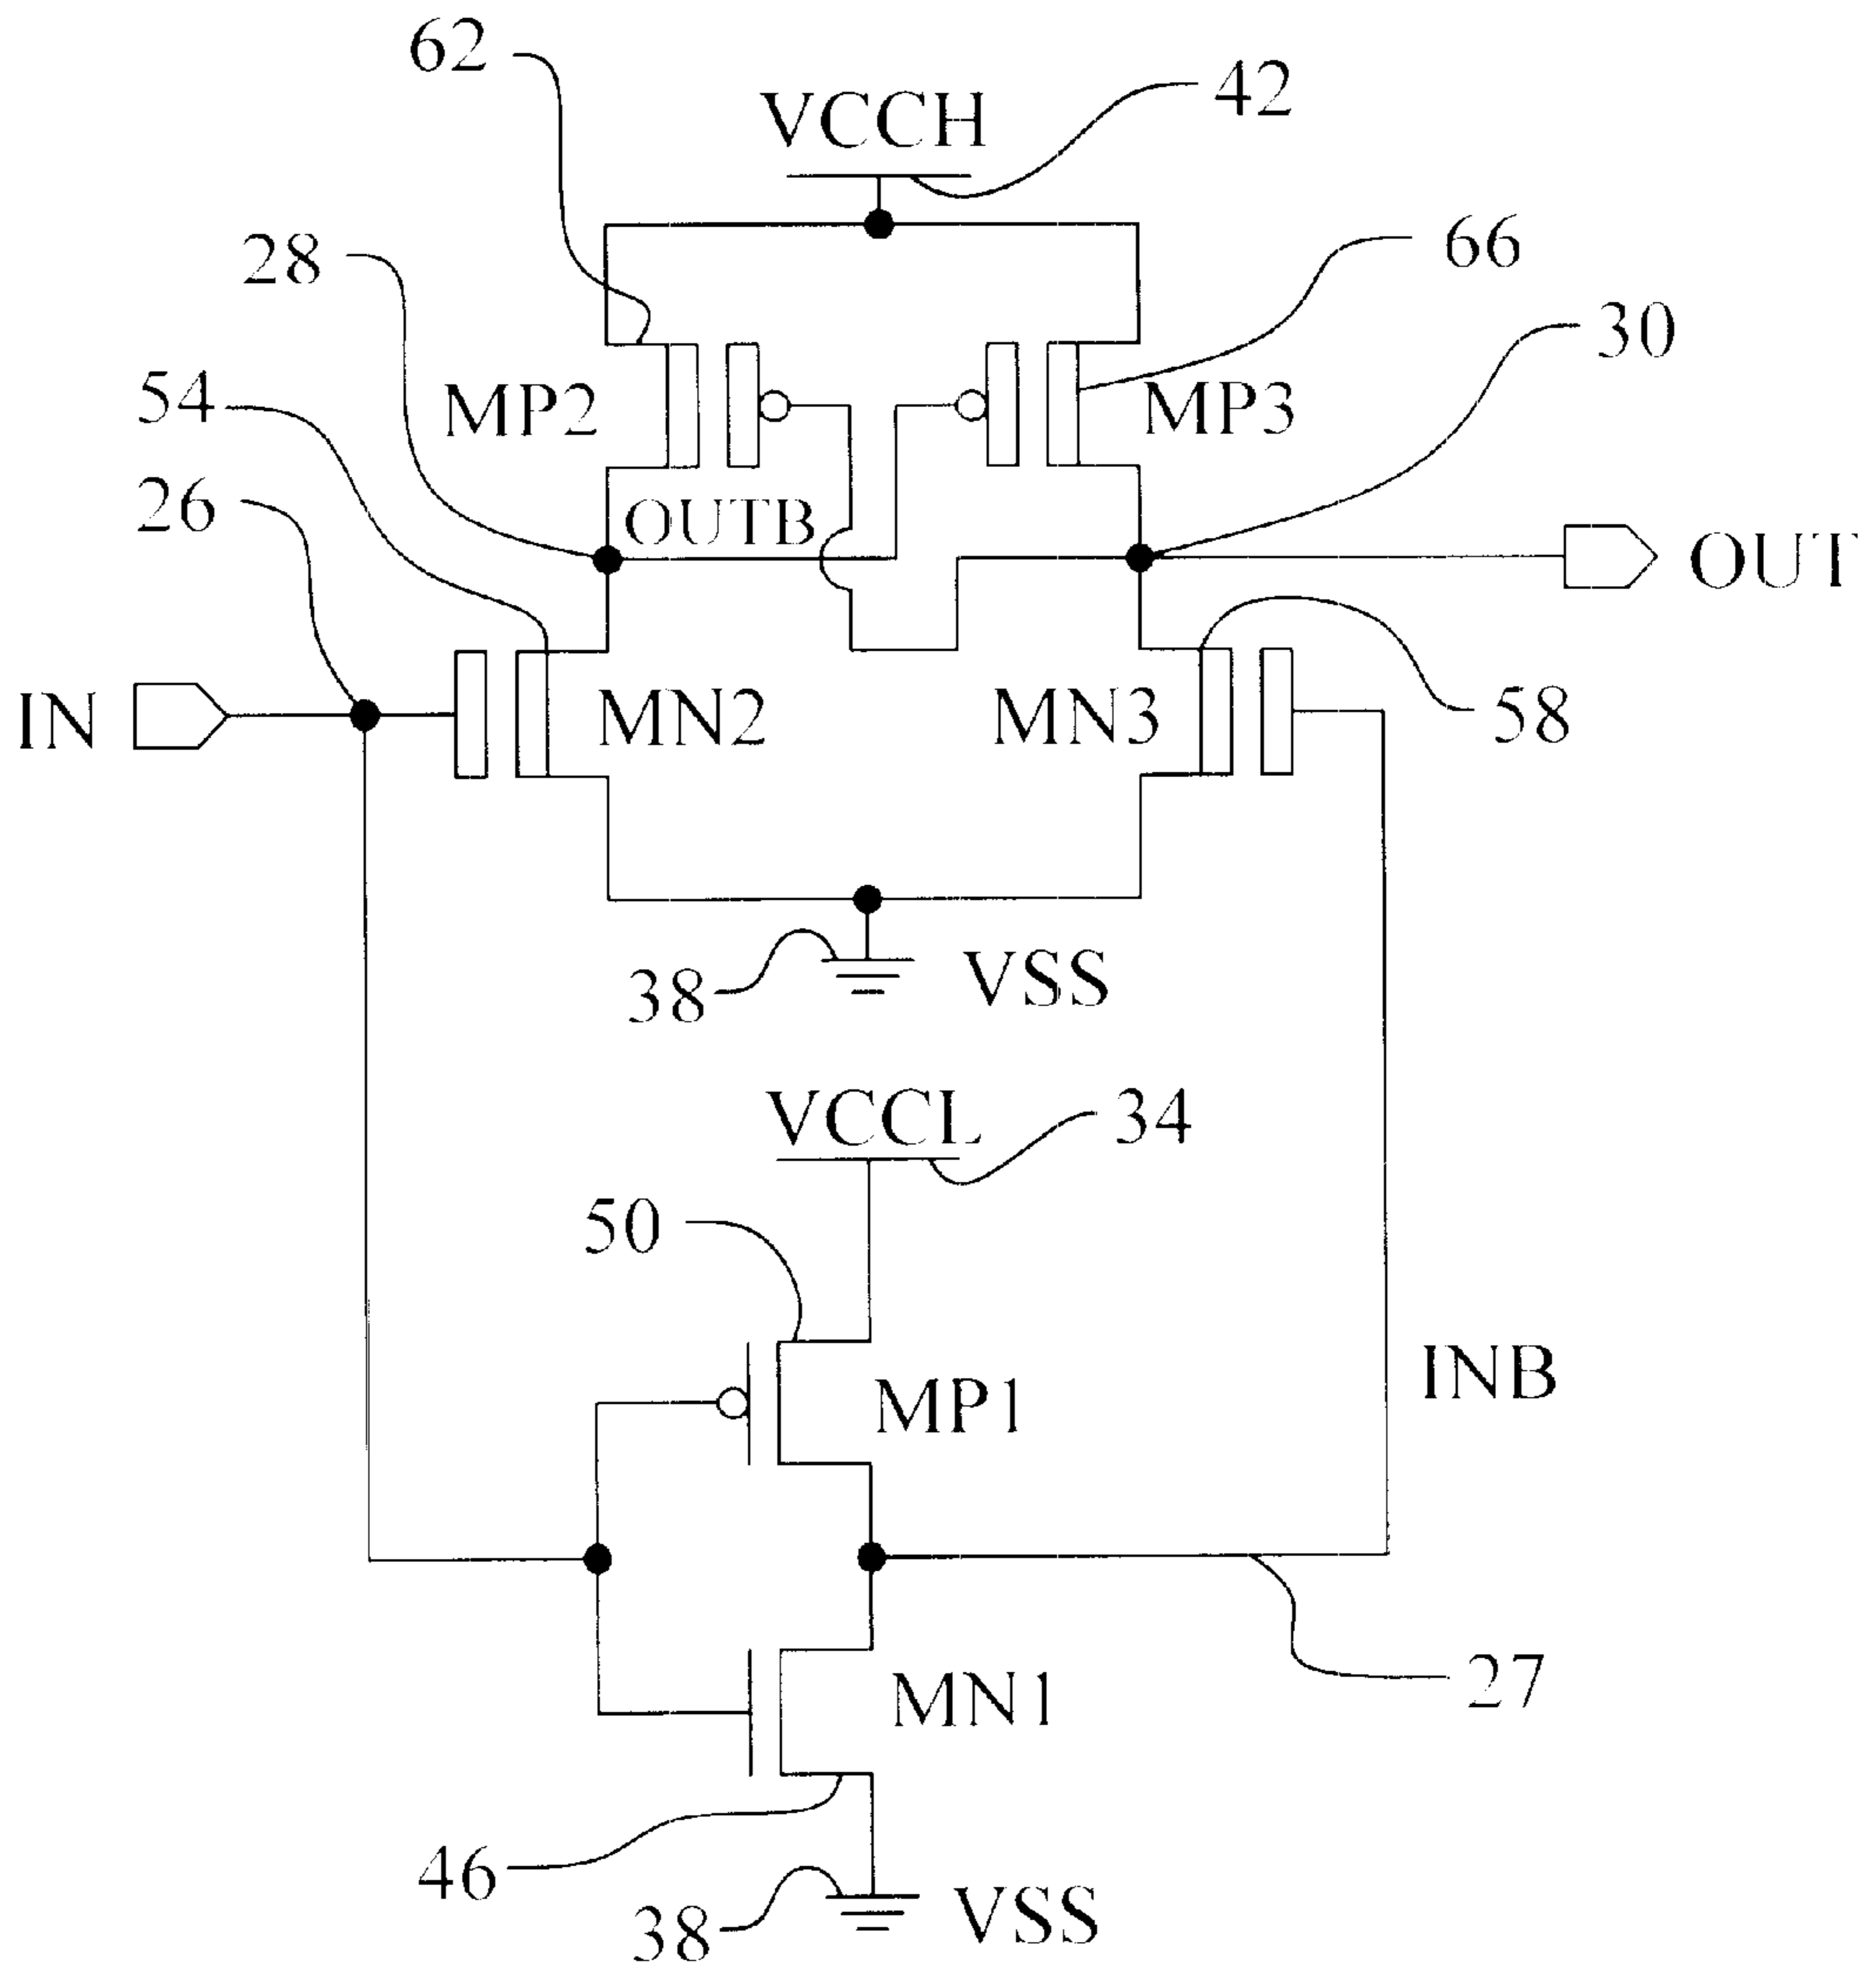 62
VCCH
42
28
66
30
54
MP2
MP3
26
OUTB
OUT
IN
MN2
MN3
58
38
VSS
VCCL
34
50
INB
MP1
27
MN1
46
38
VSS